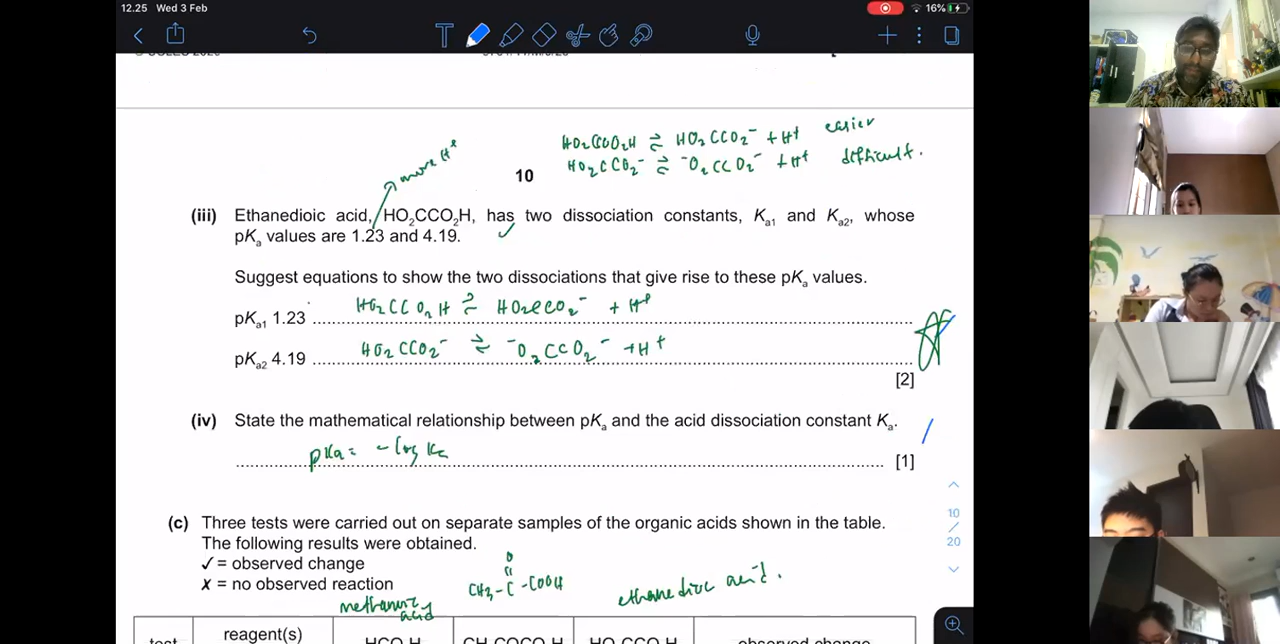 12.25 Wed 3 Feb
16%
HO2CCO2H ⇌ HO2CCO2⁻ + H⁺ easier
HO2CCO2⁻ ⇌ ⁻O2CCO2⁻ + H⁺ difficult.
more H⁺
10
(iii) Ethanedioic acid, HO₂CCO₂H, has two dissociation constants, Ka1 and Ka2, whose
pKa values are 1.23 and 4.19.
Suggest equations to show the two dissociations that give rise to these pKa values.
pKa1 1.23 HO2CCO2H ⇌ HO2CCO2⁻ + H⁺
pKa2 4.19 HO2CCO2⁻ ⇌ ⁻O2CCO2⁻ + H⁺
[2]
(iv) State the mathematical relationship between pKa and the acid dissociation constant Ka.
pKa = -log Ka
[1]
10
/
20
(c) Three tests were carried out on separate samples of the organic acids shown in the table.
The following results were obtained.
✓ = observed change
✗ = no observed reaction
O
CH3-C-COOH
methanoic acid
ethanedioic acid.
test
reagent(s)
HCO₂H
CH₃COCO₂H
HO₂CCO₂H
observed change